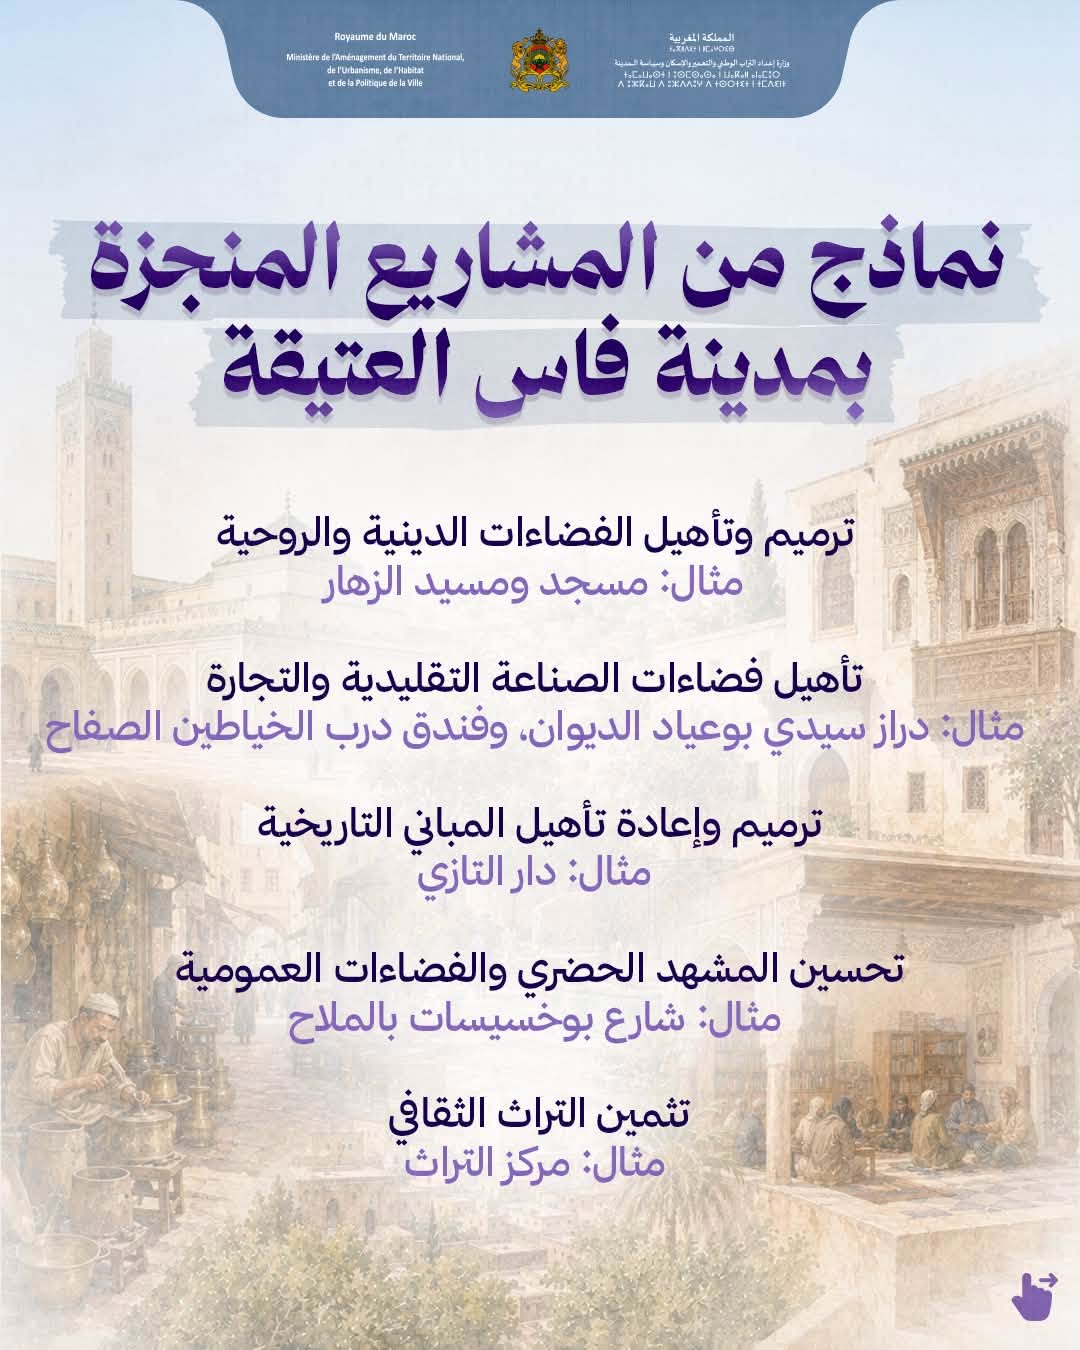 Royaume du Maroc
Ministère de l'Aménagement du Territoire National,
de l'Urbanisme, de l'Habitat
et de la Politique de la Ville
المملكة المغربية
ⵜⴰⴳⵍⴷⵉⵜ ⵏ ⵍⵎⵖⵔⵉⴱ
وزارة إعداد التراب الوطني والتعمير والإسكان وسياسة المدينة
نماذج من المشاريع المنجزة
بمدينة فاس العتيقة
ترميم وتأهيل الفضاءات الدينية والروحية
مثال: مسجد ومسيد الزهار
تأهيل فضاءات الصناعة التقليدية والتجارة
مثال: دراز سيدي بوعياد الديوان، وفندق درب الخياطين الصفاح
ترميم وإعادة تأهيل المباني التاريخية
مثال: دار التازي
تحسين المشهد الحضري والفضاءات العمومية
مثال: شارع بوخسيسات بالملاح
تثمين التراث الثقافي
مثال: مركز التراث